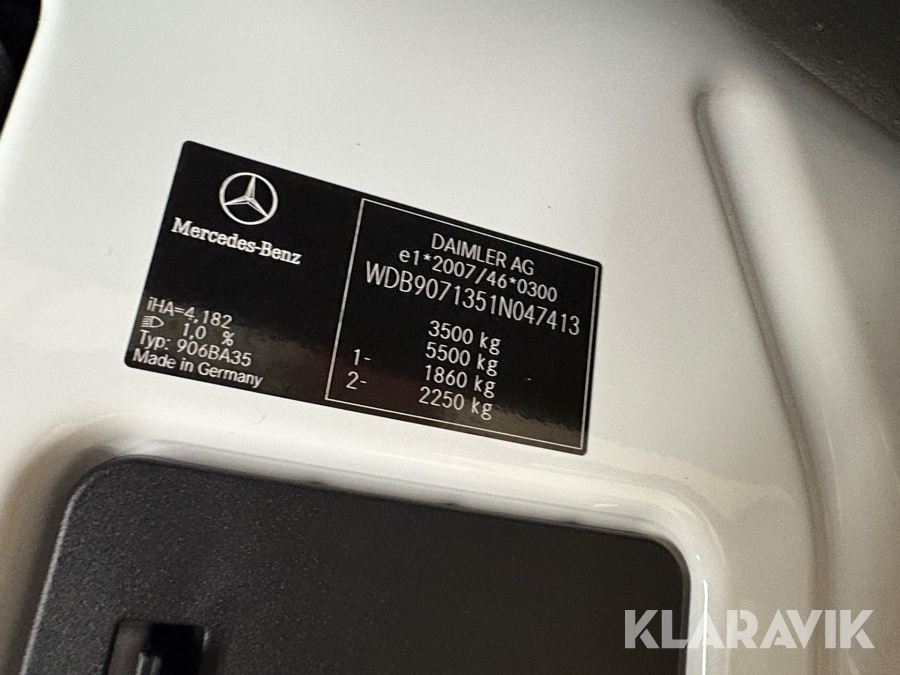 Mercedes-Benz
iHA=4,182
1,0 %
Typ: 906BA35
Made in Germany
DAIMLER AG
e1*2007/46*0300
WDB9071351N047413
3500 kg
5500 kg
1- 1860 kg
2- 2250 kg
KLARAVIK